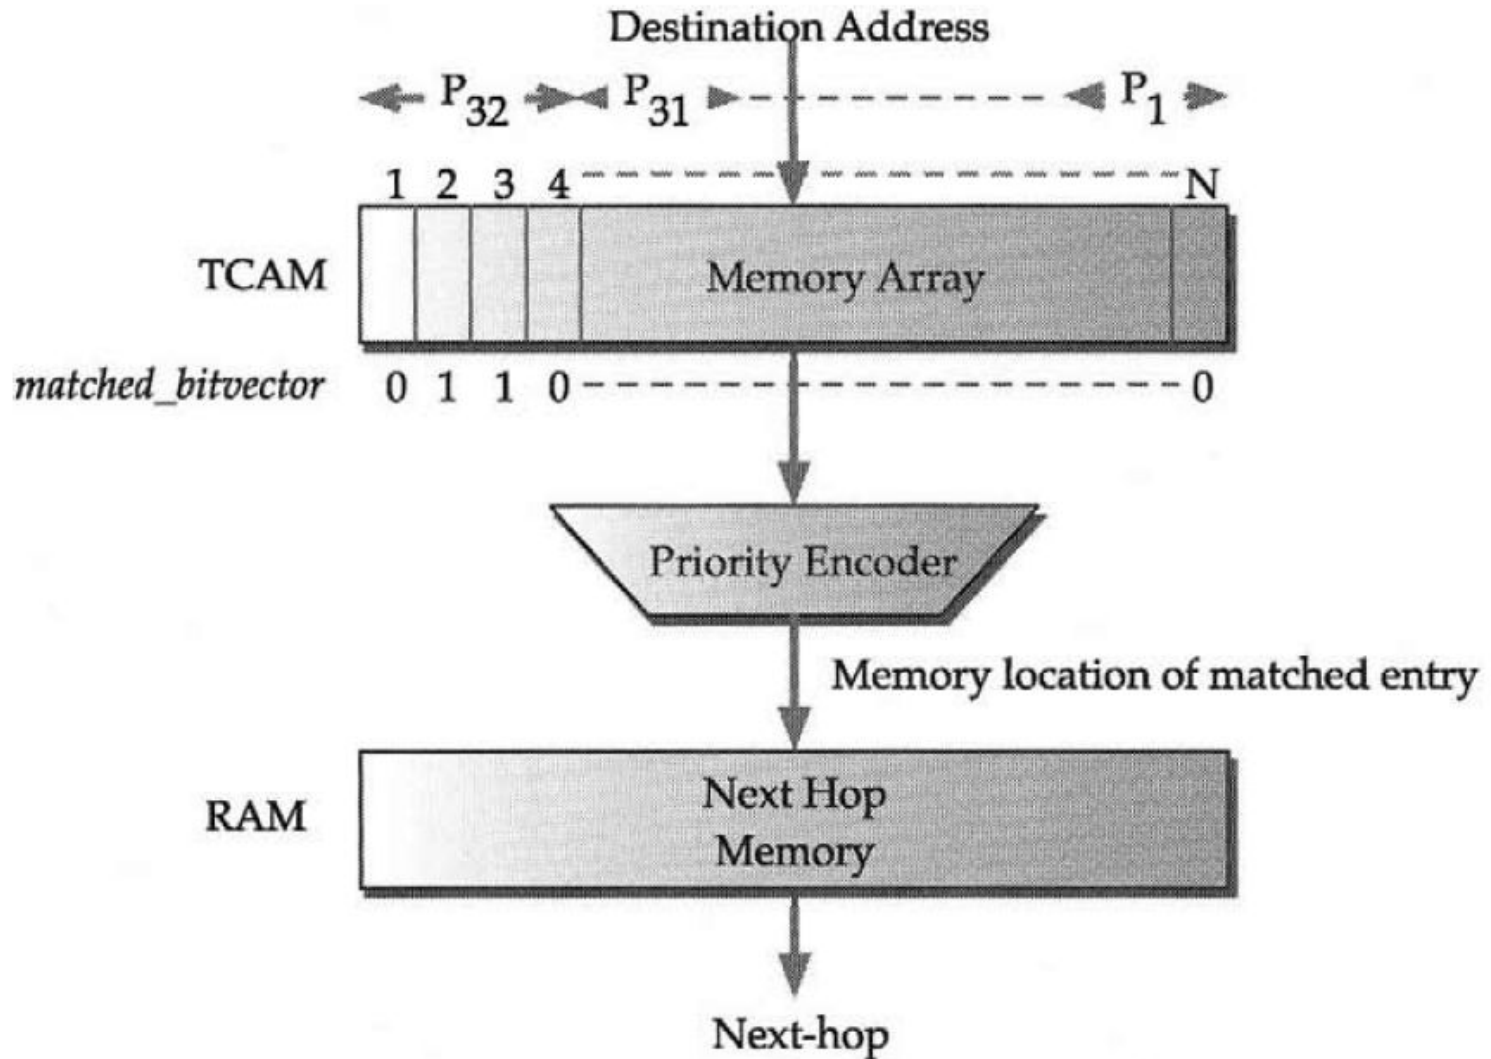 Destination Address
P32 P31 P1
1 2 3 4 N
TCAM Memory Array
matched_bitvector 0 1 1 0 0
Priority Encoder
Memory location of matched entry
RAM
Next Hop
Memory
Next-hop